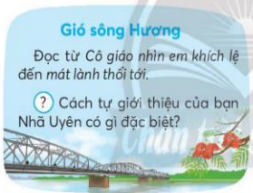 Gió sông Hương
Đọc từ Cô giáo nhìn em khích lệ
đến mát lành thổi tới.
? Cách tự giới thiệu của bạn
Nhã Uyên có gì đặc biệt?